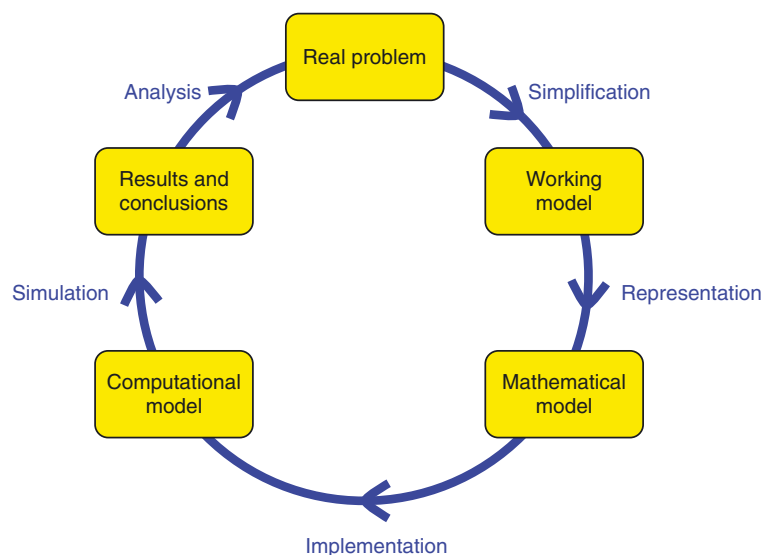 Real problem
Analysis
Simplification
Results and
conclusions
Working
model
Simulation
Representation
Computational
model
Mathematical
model
Implementation